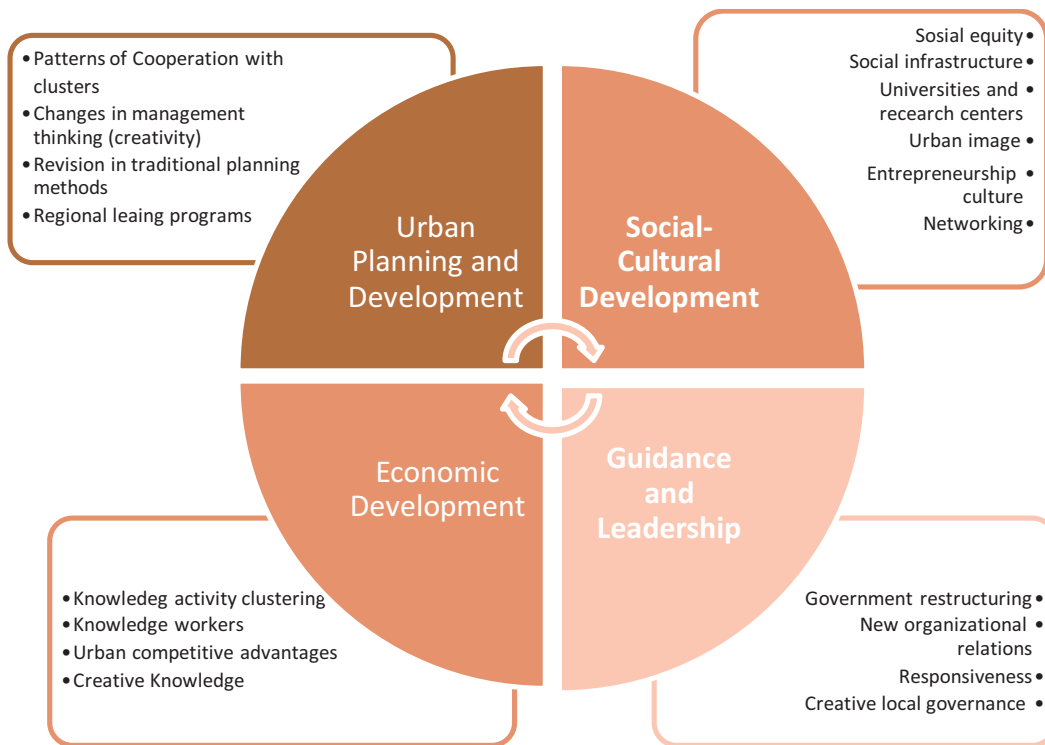 •Patterns of Cooperation with
clusters
•Changes in management
thinking (creativity)
•Revision in traditional planning
methods
•Regional leaing programs
Sosial equity•
Social infrastructure•
Universities and •
recearch centers
Urban image•
Entrepreneurship •
culture
Networking•
Urban
Planning and
Development
Social-
Cultural
Development
Economic
Development
Guidance
and
Leadership
•Knowledeg activity clustering
•Knowledge workers
•Urban competitive advantages
•Creative Knowledge
Government restructuring•
New organizational •
relations
Responsiveness•
Creative local governance •